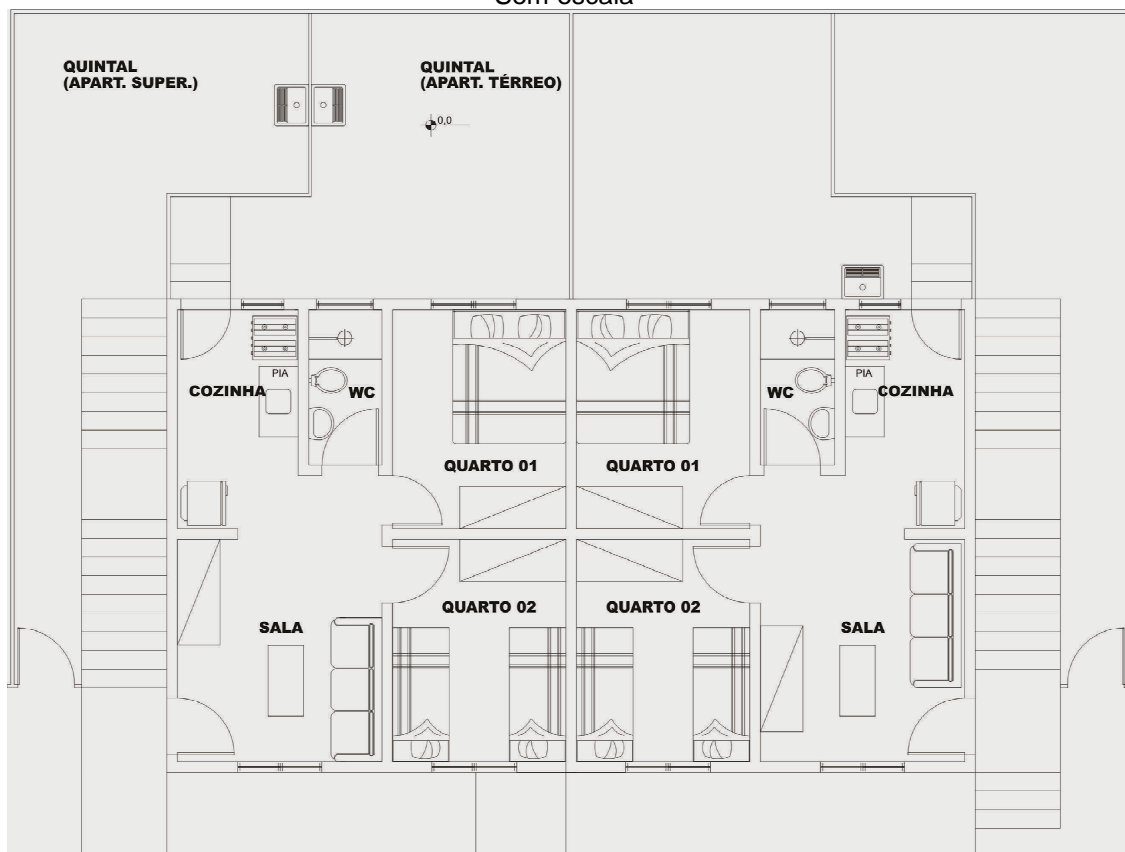 Sem escala
QUINTAL
(APART. SUPER.)
QUINTAL
(APART. TÉRREO)
0,0
PIA
COZINHA
WC
QUARTO 01
QUARTO 01
WC
PIA
COZINHA
QUARTO 02
QUARTO 02
SALA
SALA